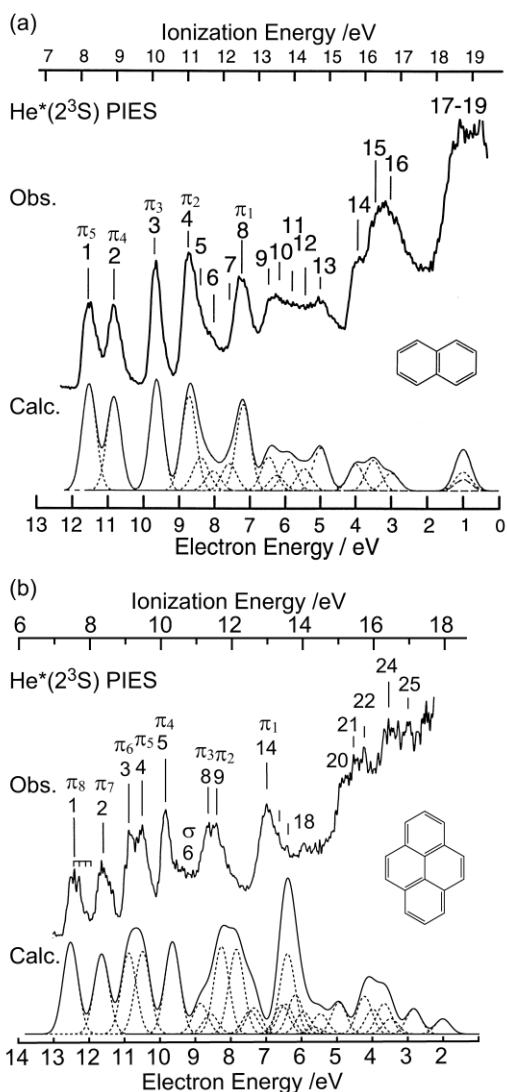 (a)
Ionization Energy /eV
7 8 9 10 11 12 13 14 15 16 17 18 19
He*(2³S) PIES
17-19
Obs.
15
16
14
π5 π4 π3 π2 π1
1 2 3 4 5 6 7 8 9 10 11 12 13
Calc.
13 12 11 10 9 8 7 6 5 4 3 2 1 0
Electron Energy / eV
(b)
Ionization Energy /eV
6 8 10 12 14 16 18
He*(2³S) PIES
24
25
22
21
20
Obs.
π8 π7 π6 π5 π4 σ π3 π2 π1
1 2 3 4 5 6 8 9 14 18
Calc.
14 12 11 10 9 8 7 6 5 4 3 2
Electron Energy /eV